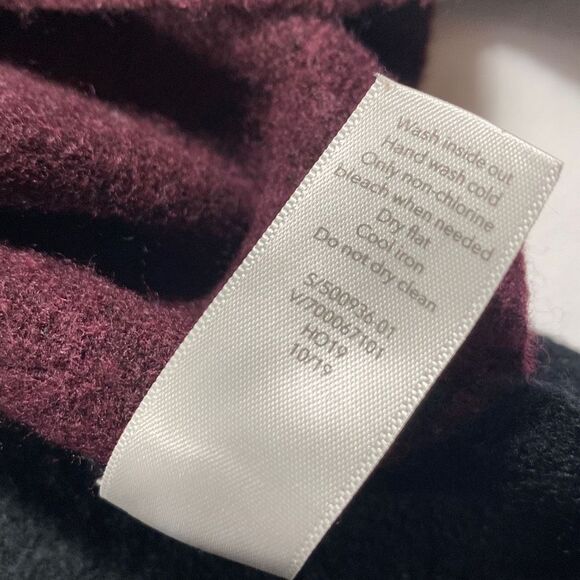 Wash inside out
Hand wash cold
Only non-chlorine
bleach when needed
Dry flat
Cool iron
Do not dry clean
S/500936-01
V/700067101
HO19
10/19